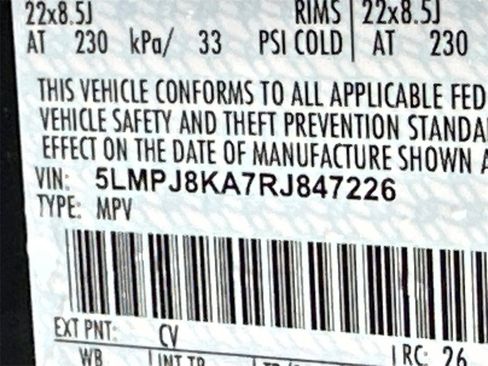 22x8.5J RIMS 22x8.5J
AT 230 kPa/ 33 PSI COLD AT 230
THIS VEHICLE CONFORMS TO ALL APPLICABLE FED
VEHICLE SAFETY AND THEFT PREVENTION STANDA
EFFECT ON THE DATE OF MANUFACTURE SHOWN A
VIN: 5LMPJ8KA7RJ847226
TYPE: MPV
EXT PNT: CV RC: 26
WB INT TR